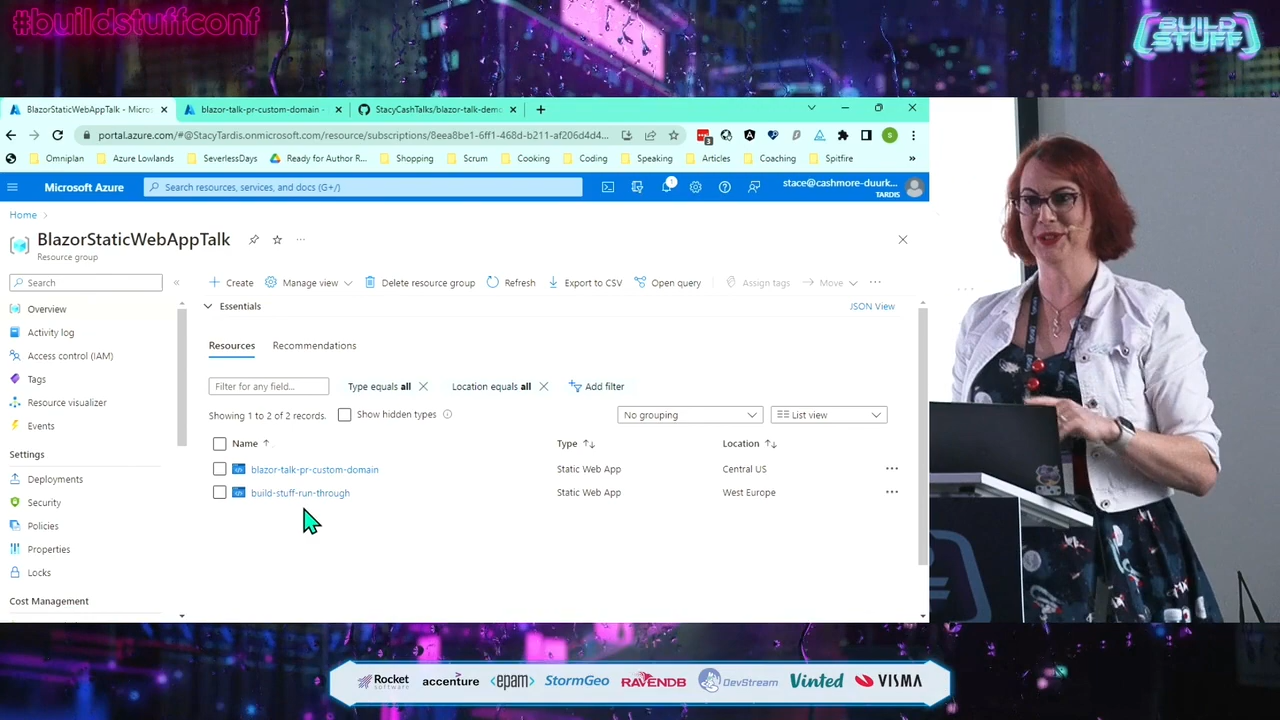 #buildstuffconf
BUILD
STUFF
BlazorStaticWebAppTalk - Micros
blazor-talk-pr-custom-domain -
StacyCashTalks/blazor-talk-demo
portal.azure.com/#@StacyTardis.onmicrosoft.com/resource/subscriptions/8eea8be1-6ff1-468d-b211-af206d4d4...
3
S
Omniplan
Azure Lowlands
SeverlessDays
Ready for Author R...
Shopping
Scrum
Cooking
Coding
Speaking
Articles
Coaching
Spitfire
»
Microsoft Azure
Search resources, services, and docs (G+/)
1
stace@cashmore-duurk...
TARDIS
Home >
BlazorStaticWebAppTalk
Resource group
Search
«
Create
Manage view
Delete resource group
Refresh
Export to CSV
Open query
Assign tags
Move
Overview
Activity log
Access control (IAM)
Tags
Resource visualizer
Events
Settings
Deployments
Security
Policies
Properties
Locks
Cost Management
Essentials
JSON View
Resources
Recommendations
Filter for any field...
Type equals all
Location equals all
Add filter
Showing 1 to 2 of 2 records.
Show hidden types
No grouping
List view
Name ↑
Type ↑↓
Location ↑↓
blazor-talk-pr-custom-domain
Static Web App
Central US
build-stuff-run-through
Static Web App
West Europe
Rocket
software
accenture
<epam>
StormGeo
RAVENDB
DevStream
Vinted
VISMA